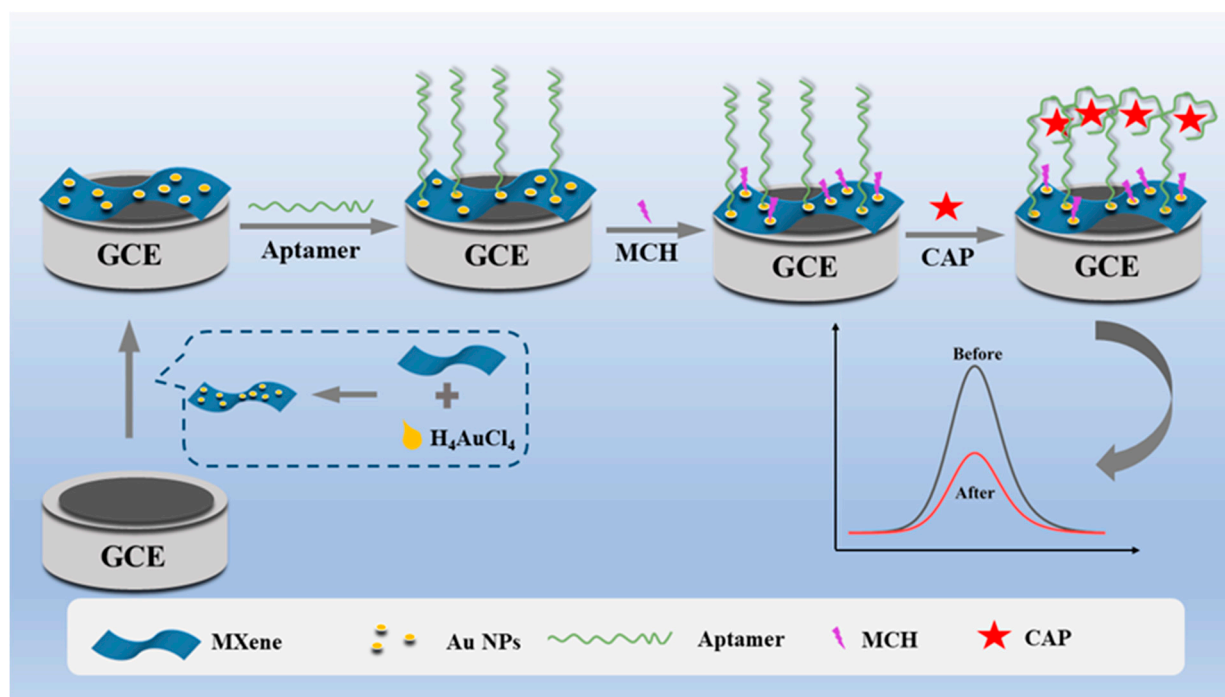 GCE
Aptamer
GCE
MCH
GCE
CAP
GCE
H₄AuCl₄
GCE
Before
After
MXene
Au NPs
Aptamer
MCH
CAP